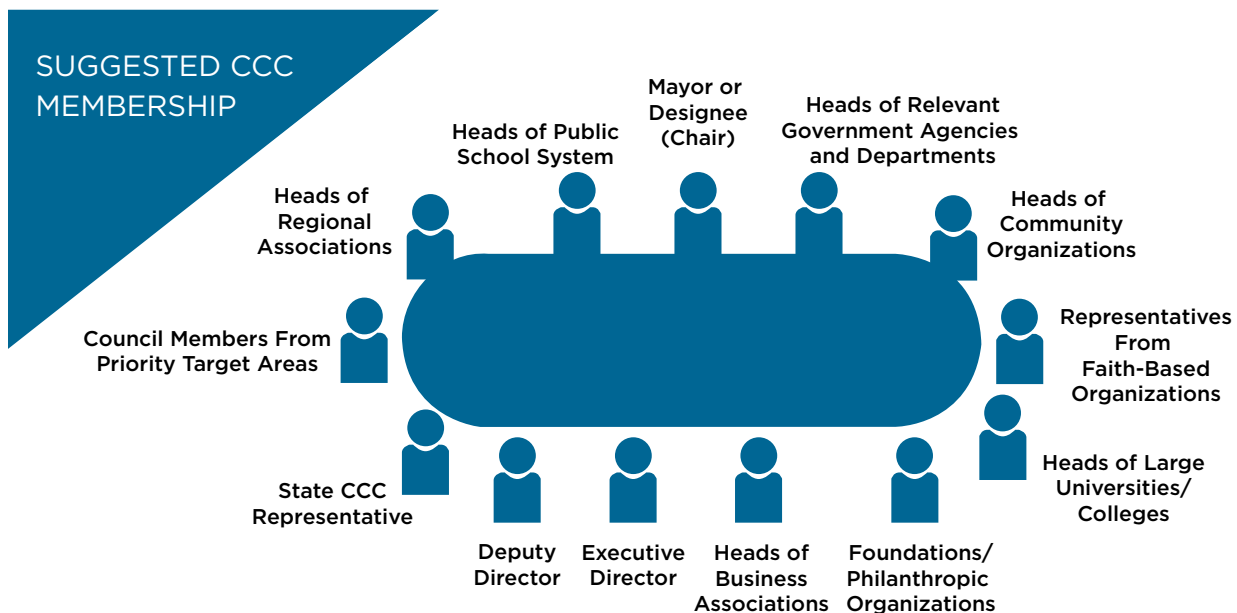 SUGGESTED CCC
MEMBERSHIP
Mayor or
Designee
(Chair)
Heads of Relevant
Government Agencies
and Departments
Heads of Public
School System
Heads of
Regional
Associations
Heads of
Community
Organizations
Council Members From
Priority Target Areas
Representatives
From
Faith-Based
Organizations
State CCC
Representative
Heads of Large
Universities/
Colleges
Deputy
Director
Executive
Director
Heads of
Business
Associations
Foundations/
Philanthropic
Organizations